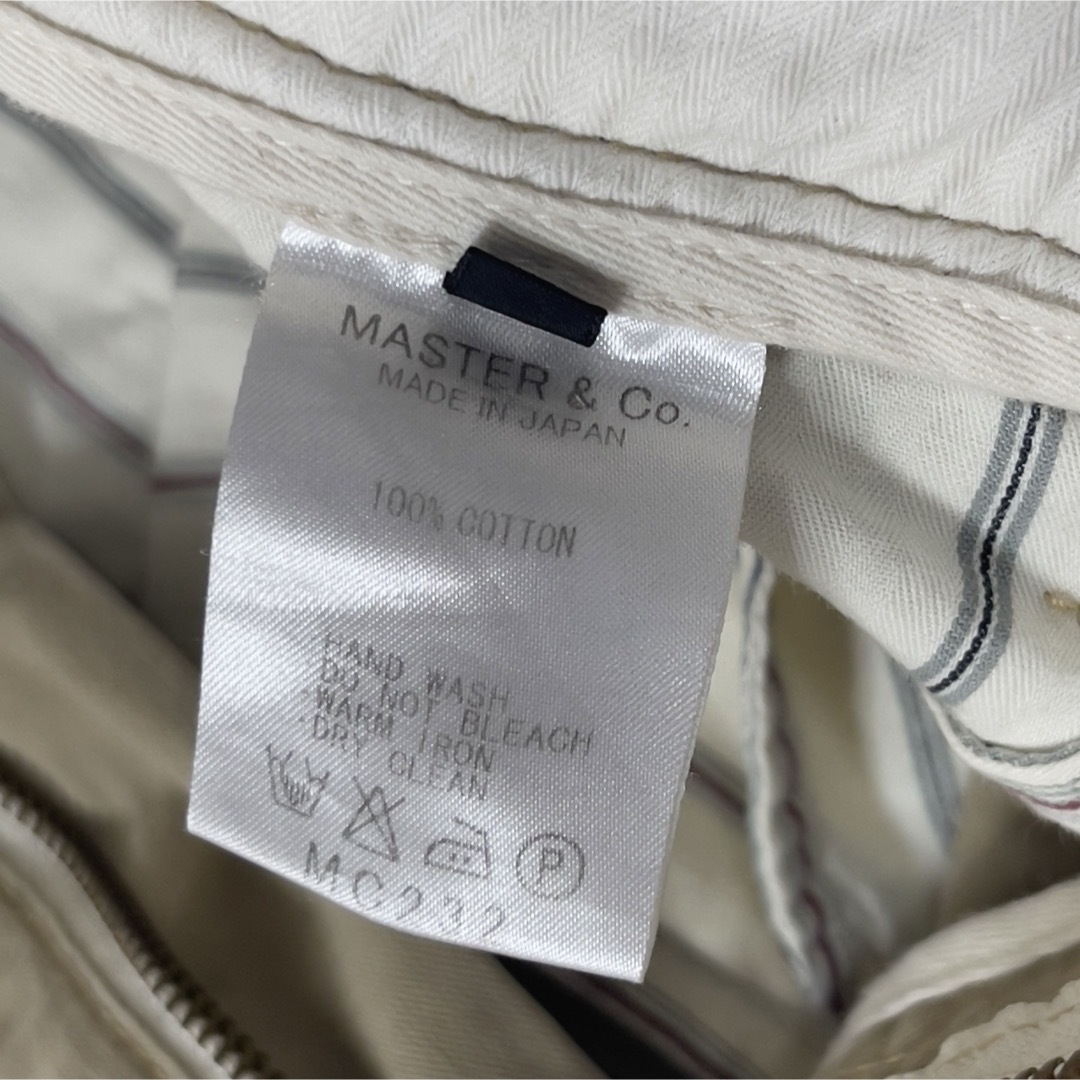 MASTER & Co.
MADE IN JAPAN
100% COTTON
HAND WASH
DO NOT BLEACH
WARM IRON
DRY CLEAN
P
MC232